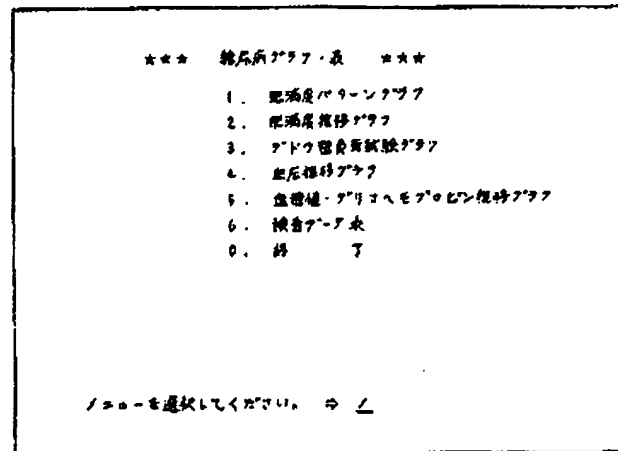 ★★★ 糖尿病グラフ・表 ★★★
1. 肥満度パターングラフ
2. 肥満度推移グラフ
3. ブドウ糖負荷試験グラフ
4. 血圧推移グラフ
5. 血糖値・グリコヘモグロビン推移グラフ
6. 検査データ表
0. 終 了
メニューを選択してください。 ⇨ 1